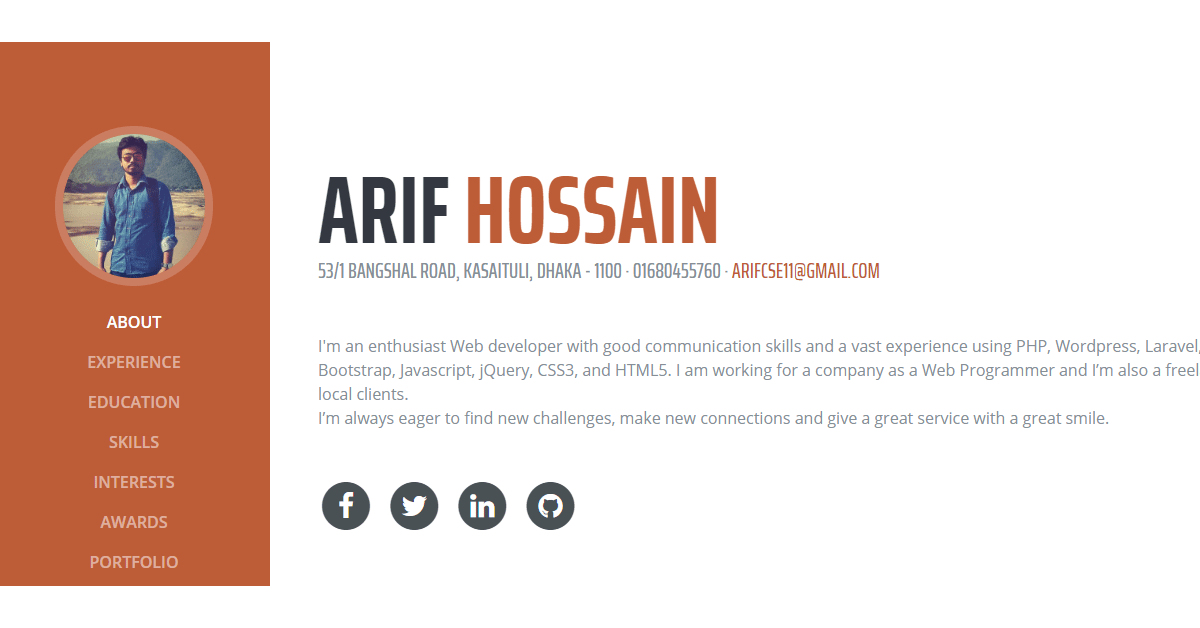 ABOUT
EXPERIENCE
EDUCATION
SKILLS
INTERESTS
AWARDS
PORTFOLIO
ARIF HOSSAIN
53/1 BANGSHAL ROAD, KASAITULI, DHAKA - 1100 · 01680455760 · ARIFCSE11@GMAIL.COM
I'm an enthusiast Web developer with good communication skills and a vast experience using PHP, Wordpress, Laravel,
Bootstrap, Javascript, jQuery, CSS3, and HTML5. I am working for a company as a Web Programmer and I’m also a freel
local clients.
I’m always eager to find new challenges, make new connections and give a great service with a great smile.